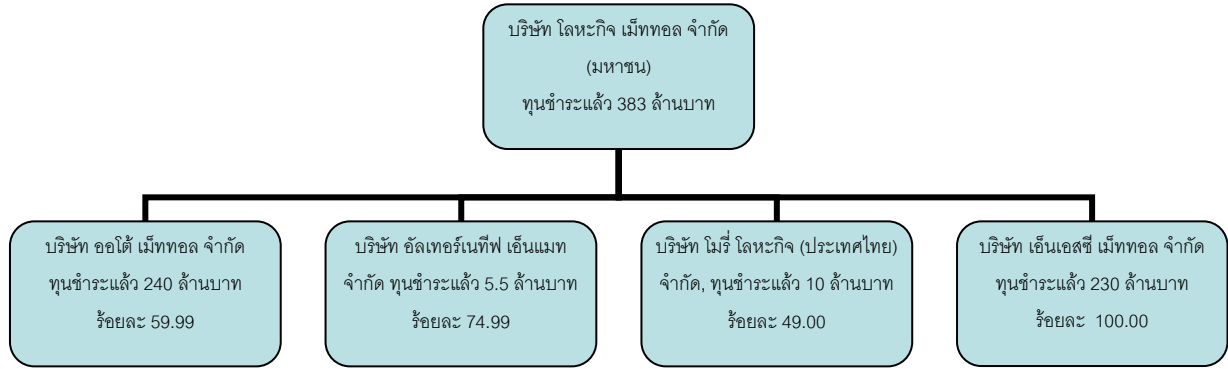 บริษัท โลหะกิจ เม็ททอล จำกัด
(มหาชน)
ทุนชำระแล้ว 383 ล้านบาท
บริษัท ออโต้ เม็ททอล จำกัด
ทุนชำระแล้ว 240 ล้านบาท
ร้อยละ 59.99
บริษัท อัลเทอร์เนทีฟ เอ็นแมท
จำกัด ทุนชำระแล้ว 5.5 ล้านบาท
ร้อยละ 74.99
บริษัท โมรี่ โลหะกิจ (ประเทศไทย)
จำกัด, ทุนชำระแล้ว 10 ล้านบาท
ร้อยละ 49.00
บริษัท เอ็นเอสซี เม็ททอล จำกัด
ทุนชำระแล้ว 230 ล้านบาท
ร้อยละ 100.00